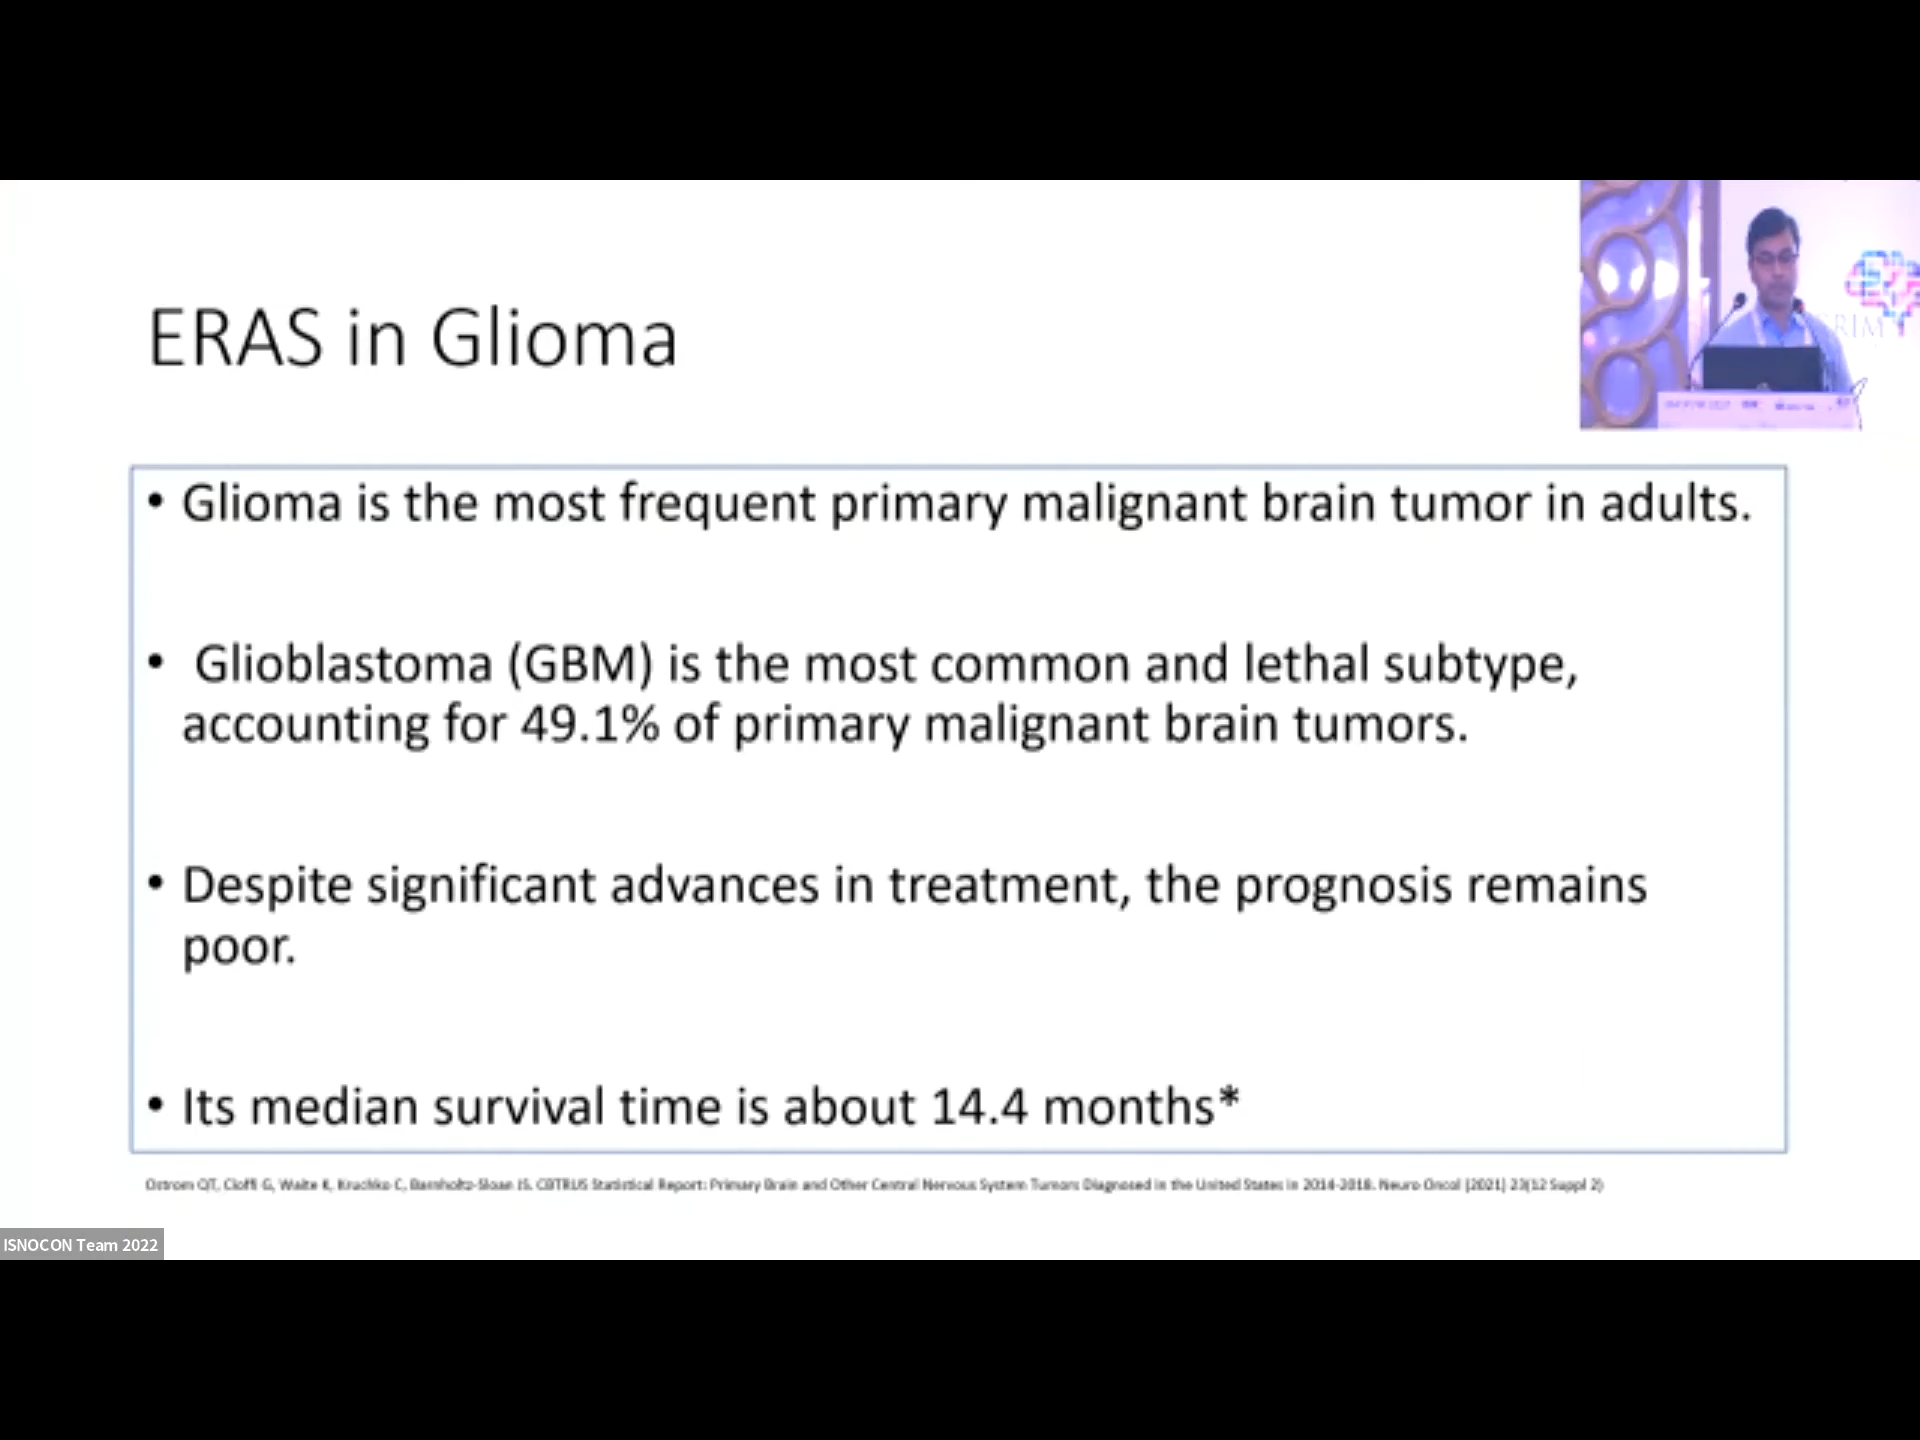 ERAS in Glioma
• Glioma is the most frequent primary malignant brain tumor in adults.
• Glioblastoma (GBM) is the most common and lethal subtype,
accounting for 49.1% of primary malignant brain tumors.
• Despite significant advances in treatment, the prognosis remains
poor.
• Its median survival time is about 14.4 months*
Ostrom QT, Cioffi G, Waite K, Kruchko C, Barnholtz-Sloan JS. CBTRUS Statistical Report: Primary Brain and Other Central Nervous System Tumors Diagnosed in the United States in 2014-2018. Neuro Oncol (2021) 23(12 Suppl 2)
ISNOCON Team 2022